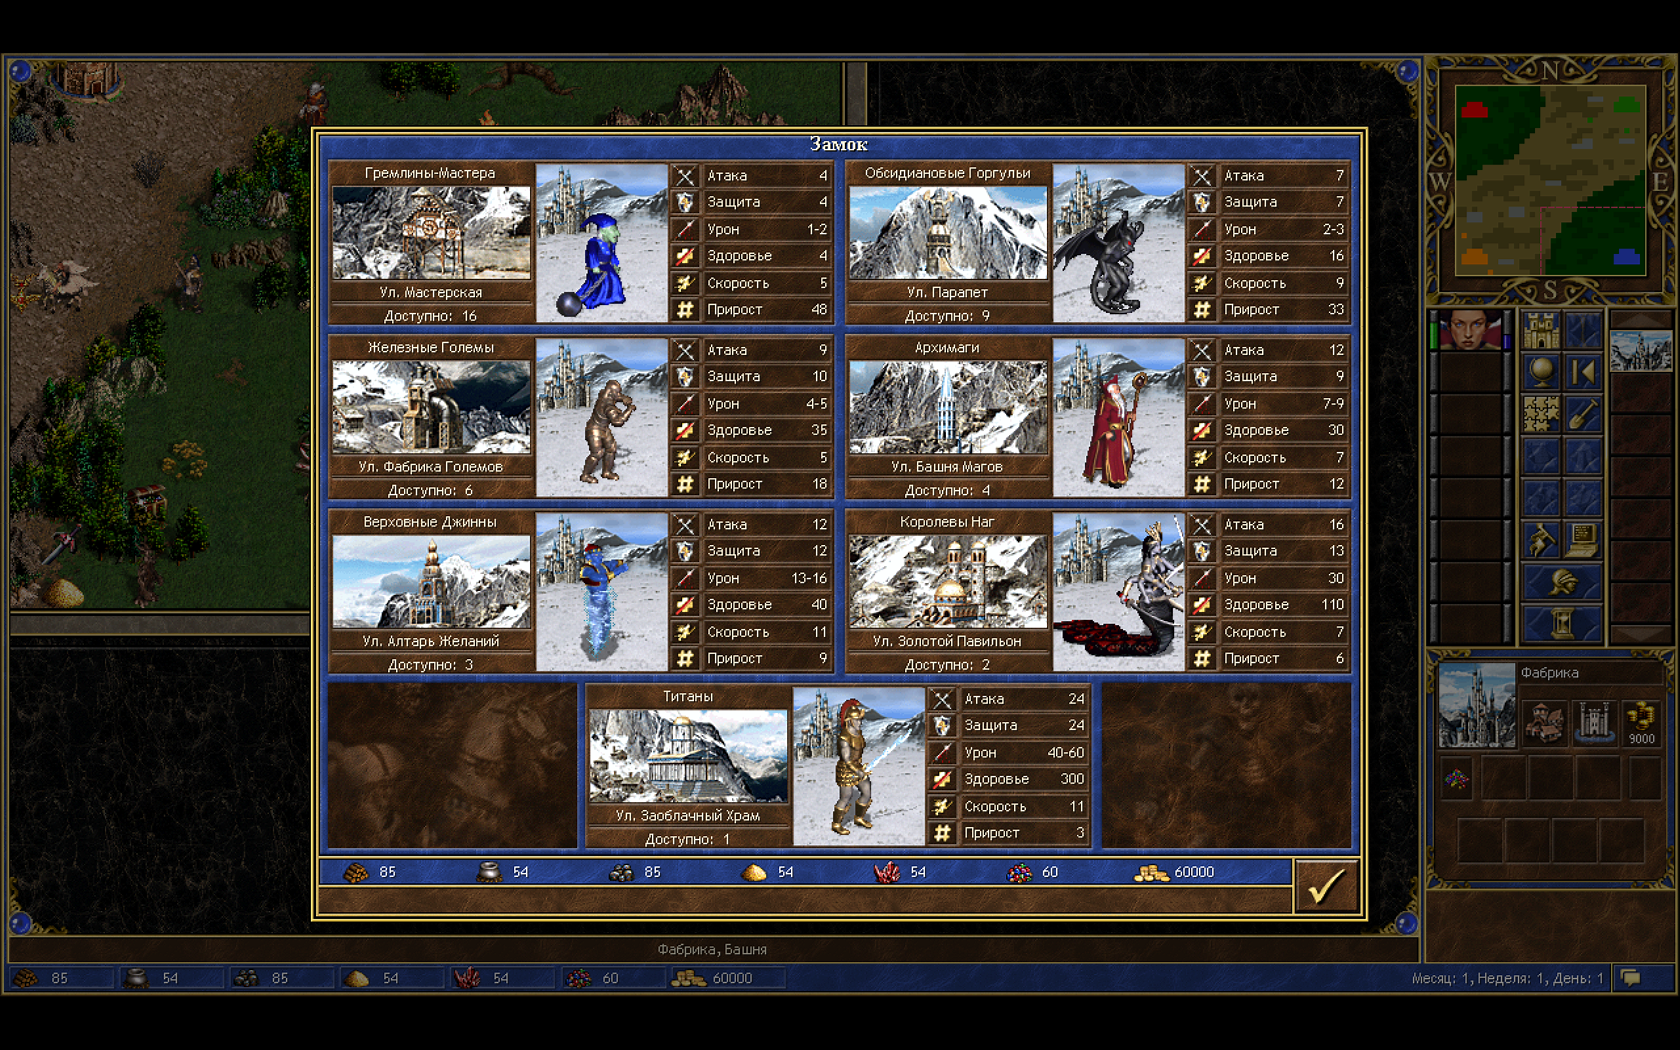 N
W
E
S
Замок
Гремлины-Мастера
Ул. Мастерская
Доступно: 16
Атака 4
Защита 4
Урон 1-2
Здоровье 4
Скорость 5
Прирост 48
Обсидиановые Горгульи
Ул. Парапет
Доступно: 9
Атака 7
Защита 7
Урон 2-3
Здоровье 16
Скорость 9
Прирост 33
Железные Големы
Ул. Фабрика Големов
Доступно: 6
Атака 9
Защита 10
Урон 4-5
Здоровье 35
Скорость 5
Прирост 18
Архимаги
Ул. Башня Магов
Доступно: 4
Атака 12
Защита 9
Урон 7-9
Здоровье 30
Скорость 7
Прирост 12
Верховные Джинны
Ул. Алтарь Желаний
Доступно: 3
Атака 12
Защита 12
Урон 13-16
Здоровье 40
Скорость 11
Прирост 9
Королевы Наг
Ул. Золотой Павильон
Доступно: 2
Атака 16
Защита 13
Урон 30
Здоровье 110
Скорость 7
Прирост 6
Титаны
Ул. Заоблачный Храм
Доступно: 1
Атака 24
Защита 24
Урон 40-60
Здоровье 300
Скорость 11
Прирост 3
85 54 85 54 54 60 60000
Фабрика
9000
Фабрика, Башня
85 54 85 54 54 60 60000
Месяц: 1, Неделя: 1, День: 1